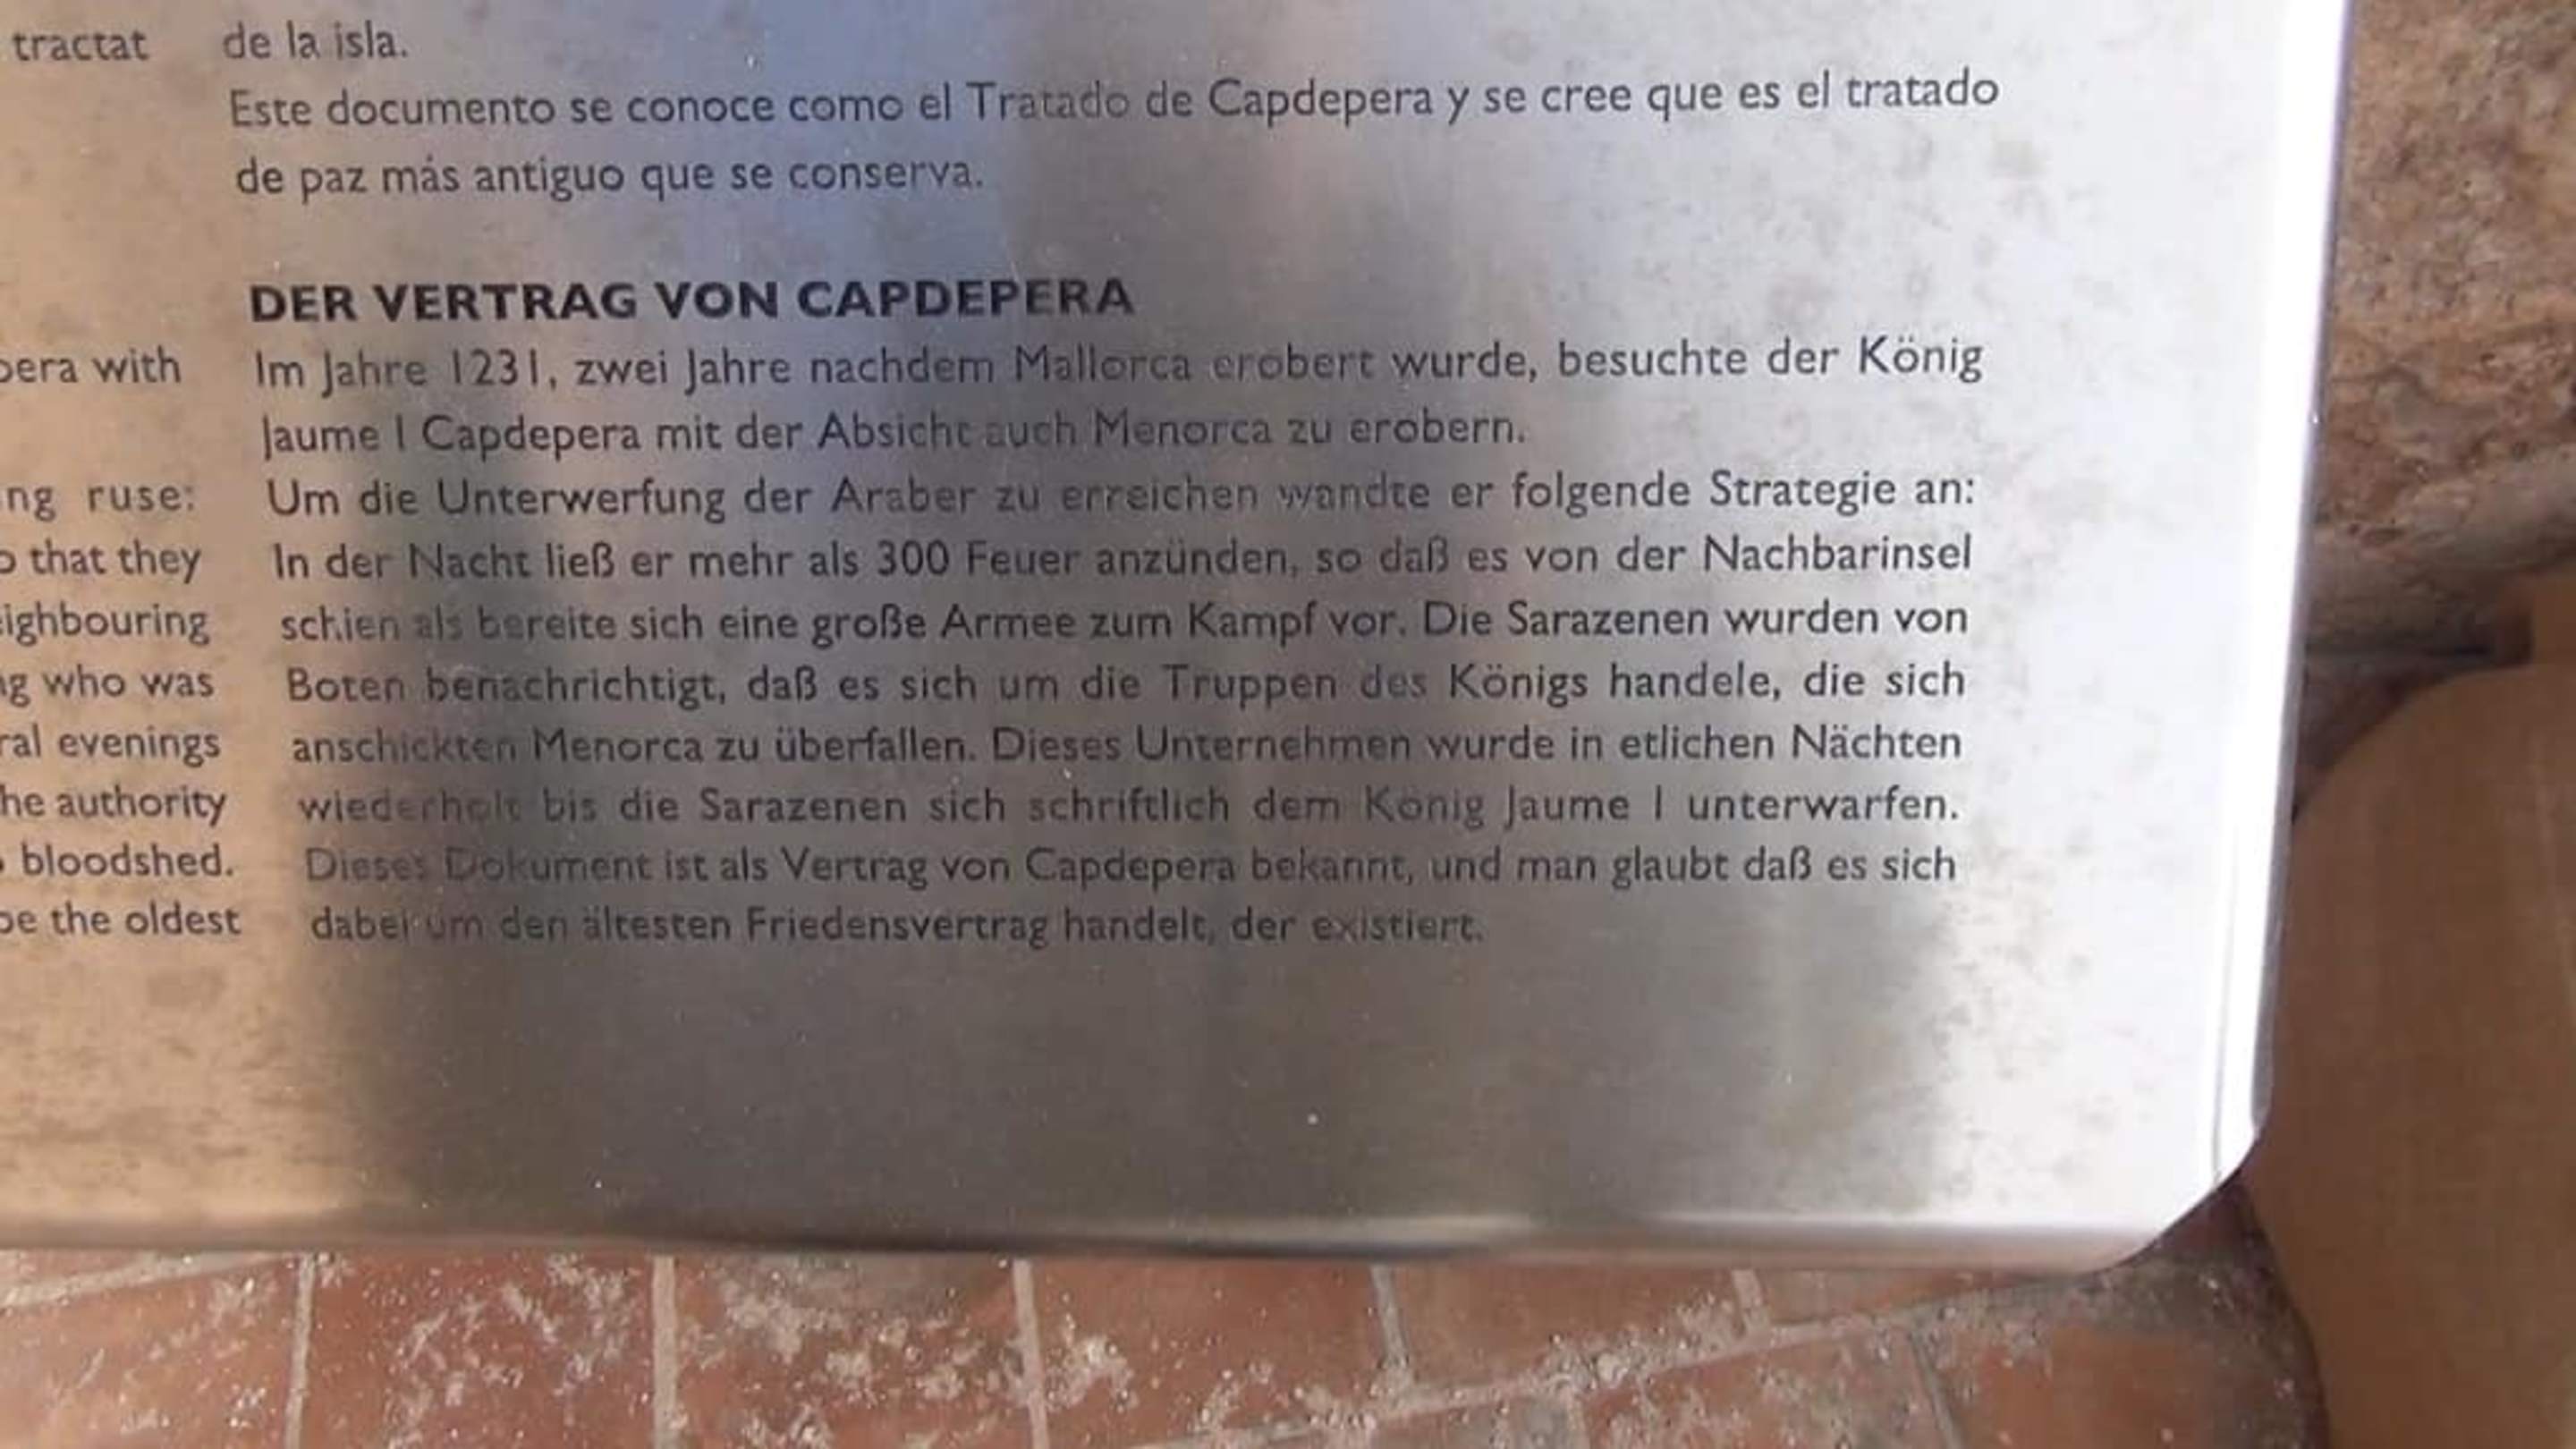 tractat
pera with
ng ruse:
o that they
ighbouring
ng who was
ral evenings
he authority
bloodshed.
be the oldest
de la isla.
Este documento se conoce como el Tratado de Capdepera y se cree que es el tratado
de paz más antiguo que se conserva.
DER VERTRAG VON CAPDEPERA
Im Jahre 1231, zwei Jahre nachdem Mallorca erobert wurde, besuchte der König
Jaume I Capdepera mit der Absicht auch Menorca zu erobern.
Um die Unterwerfung der Araber zu erreichen wandte er folgende Strategie an:
In der Nacht ließ er mehr als 300 Feuer anzünden, so daß es von der Nachbarinsel
schien als bereite sich eine große Armee zum Kampf vor. Die Sarazenen wurden von
Boten benachrichtigt, daß es sich um die Truppen des Königs handele, die sich
anschickten Menorca zu überfallen. Dieses Unternehmen wurde in etlichen Nächten
wiederholt bis die Sarazenen sich schriftlich dem König Jaume I unterwarfen.
Dieses Dokument ist als Vertrag von Capdepera bekannt, und man glaubt daß es sich
dabei um den ältesten Friedensvertrag handelt, der existiert.